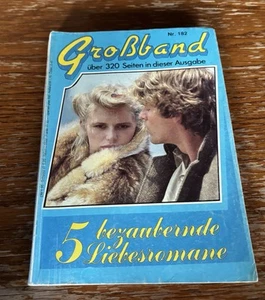 Nr. 182
Großband
über 320 Seiten in dieser Ausgabe
5 bezaubernde
Liebesromane